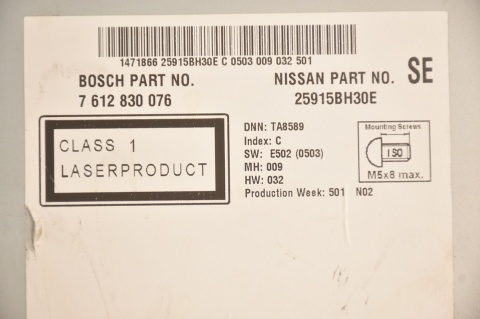 1471866 25915BH30E C 0503 009 032 501
BOSCH PART NO.
7 612 830 076
NISSAN PART NO.
25915BH30E
SE
CLASS 1
LASERPRODUCT
DNN: TA8589
Index: C
SW: E502 (0503)
MH: 009
HW: 032
Production Week: 501 N02
Mounting Screws
ISO
M5x8 max.